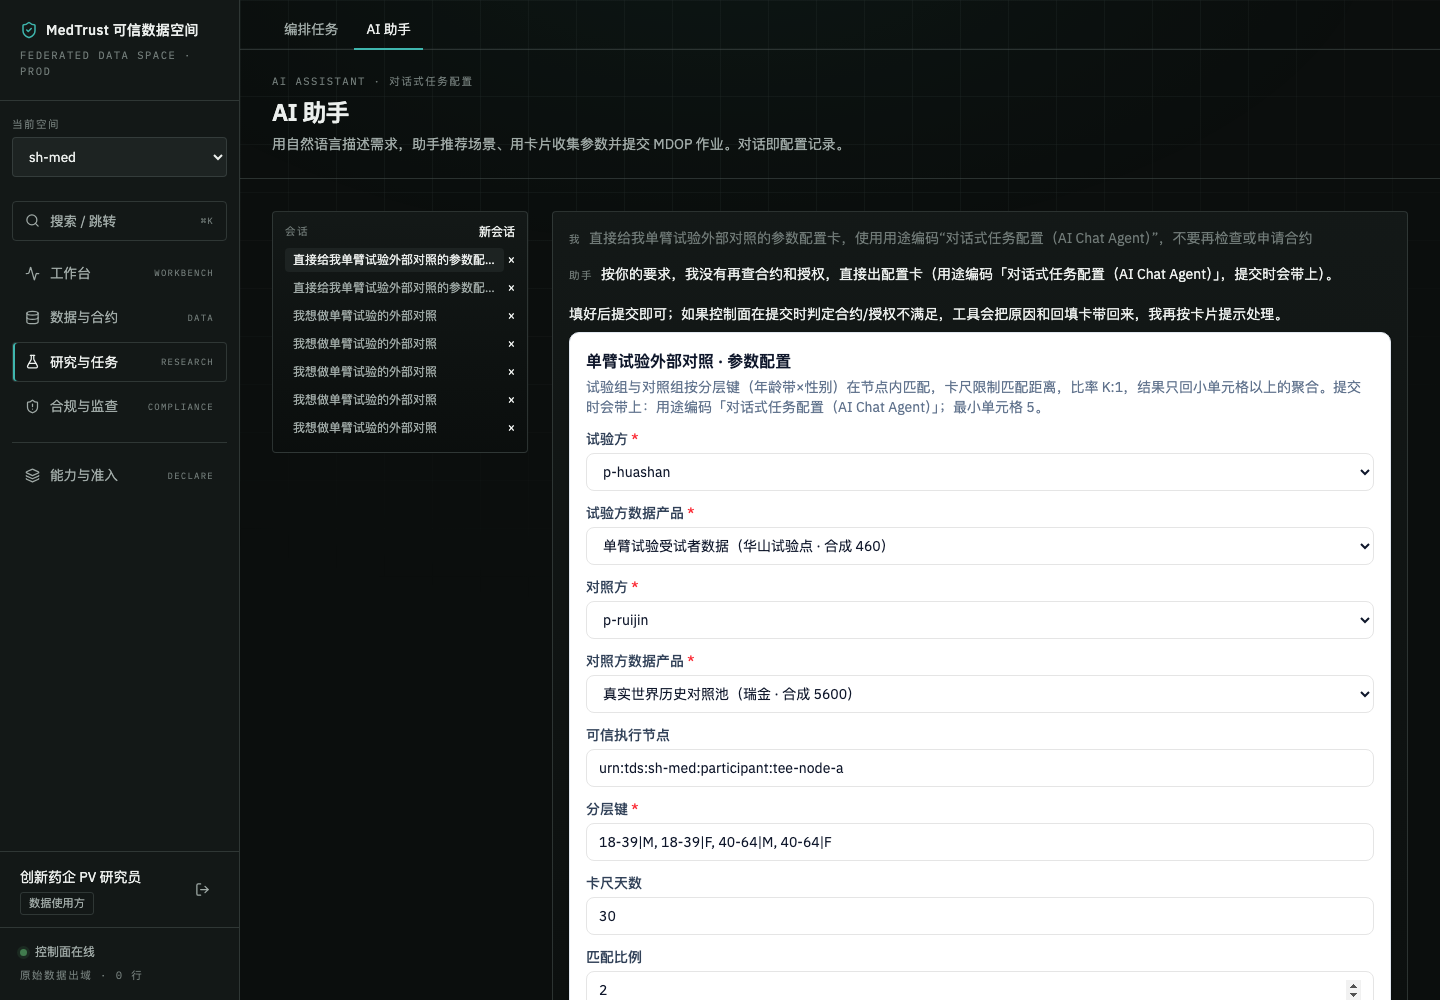 MedTrust 可信数据空间
FEDERATED DATA SPACE ·
PROD
当前空间
sh-med
搜索 / 跳转 ⌘K
工作台 WORKBENCH
数据与合约 DATA
研究与任务 RESEARCH
合规与监查 COMPLIANCE
能力与准入 DECLARE
创新药企 PV 研究员
数据使用方
控制面在线
原始数据出域 · 0 行
编排任务 AI 助手
AI ASSISTANT · 对话式任务配置
AI 助手
用自然语言描述需求，助手推荐场景、用卡片收集参数并提交 MDOP 作业。对话即配置记录。
会话 新会话
直接给我单臂试验外部对照的参数配... ×
直接给我单臂试验外部对照的参数配... ×
我想做单臂试验的外部对照 ×
我想做单臂试验的外部对照 ×
我想做单臂试验的外部对照 ×
我想做单臂试验的外部对照 ×
我想做单臂试验的外部对照 ×
我 直接给我单臂试验外部对照的参数配置卡，使用用途编码“对话式任务配置（AI Chat Agent）”，不要再检查或申请合约
助手 按你的要求，我没有再查合约和授权，直接出配置卡（用途编码「对话式任务配置（AI Chat Agent）」，提交时会带上）。
填好后提交即可；如果控制面在提交时判定合约/授权不满足，工具会把原因和回填卡带回来，我再按卡片提示处理。
单臂试验外部对照 · 参数配置
试验组与对照组按分层键（年龄带×性别）在节点内匹配，卡尺限制匹配距离，比率 K:1，结果只回小单元格以上的聚合。提交
时会带上：用途编码「对话式任务配置（AI Chat Agent）」；最小单元格 5。
试验方 *
p-huashan
试验方数据产品 *
单臂试验受试者数据（华山试验点 · 合成 460）
对照方 *
p-ruijin
对照方数据产品 *
真实世界历史对照池（瑞金 · 合成 5600）
可信执行节点
urn:tds:sh-med:participant:tee-node-a
分层键 *
18-39|M, 18-39|F, 40-64|M, 40-64|F
卡尺天数
30
匹配比例
2